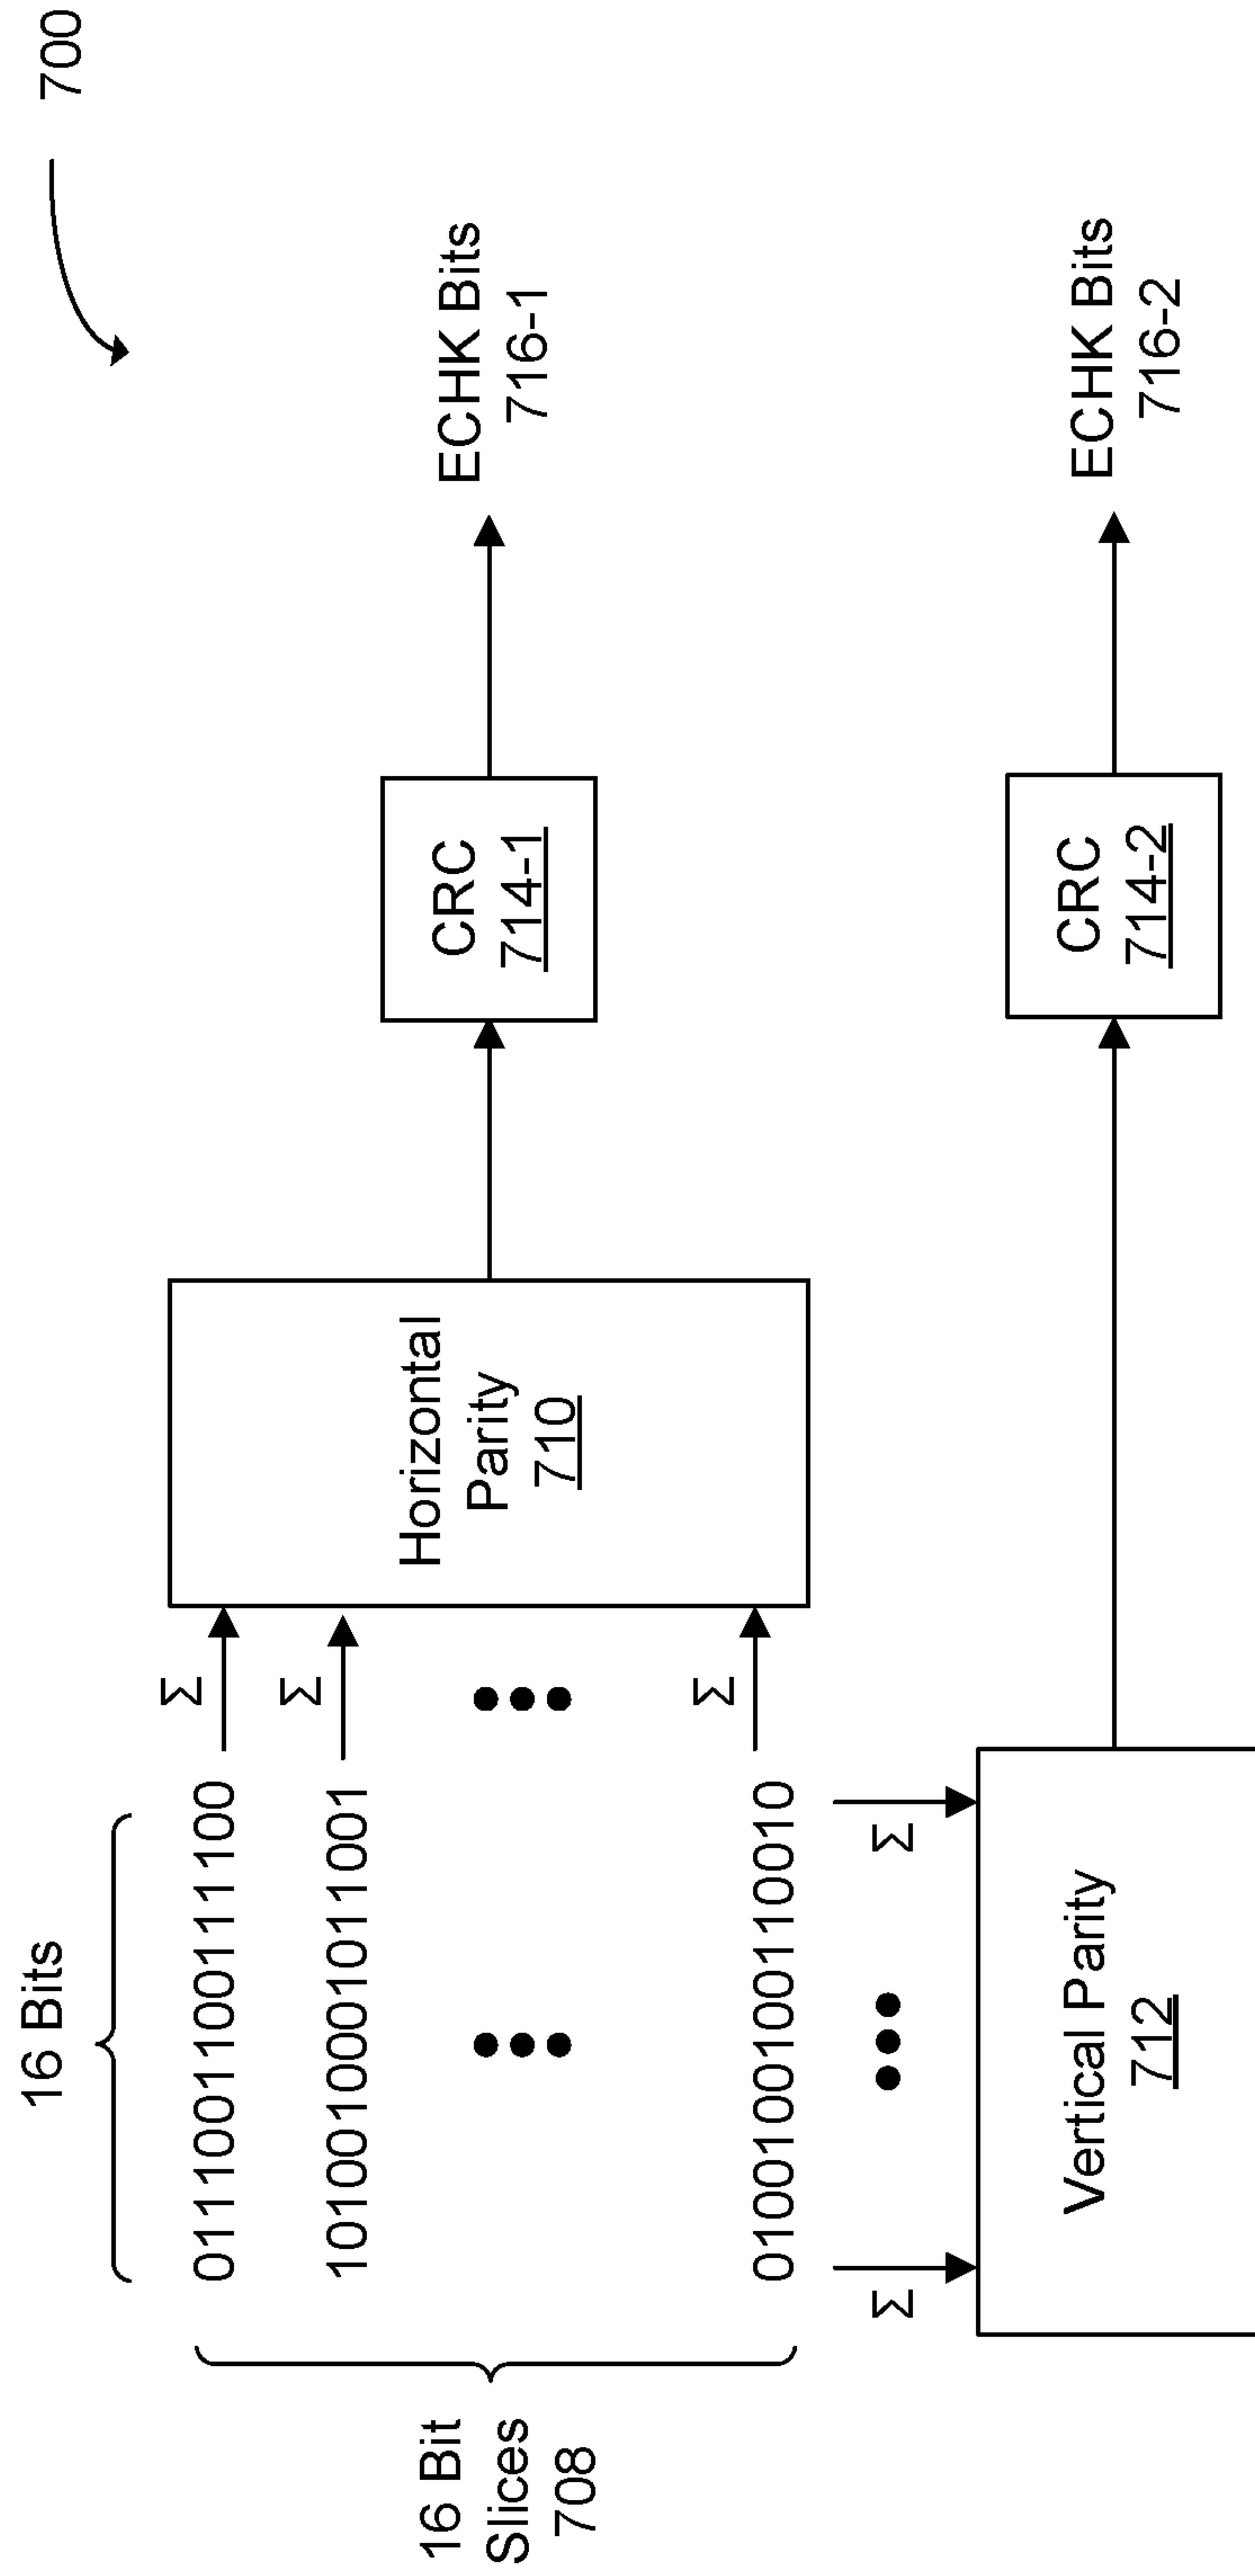 700
16 Bits
0111001100111100
Σ
1010010001011001
Σ
16 Bit
Slices
708
0100100100110010
Σ
Horizontal
Parity
710
CRC
714-1
ECHK Bits
716-1
Σ
Σ
Vertical Parity
712
CRC
714-2
ECHK Bits
716-2